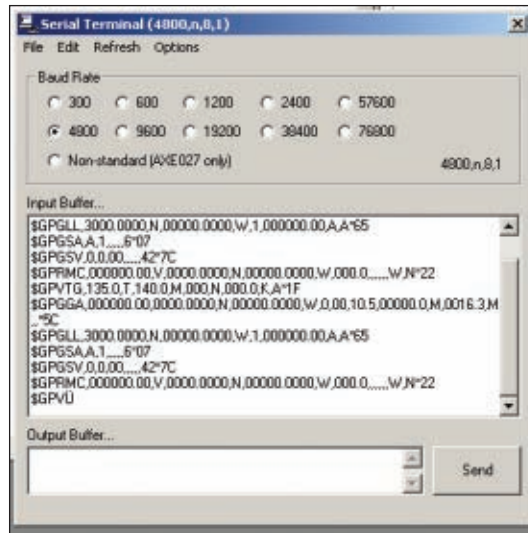 Serial Terminal (4800,n,8,1)
File Edit Refresh Options
Baud Rate
300 600 1200 2400 57600
4800 9600 19200 38400 76800
Non-standard (AXE027 only)
4800,n,8,1
Input Buffer...
$GPGLL,3000.0000,N,00000.0000,W,1,000000.00,A,A*65
$GPGSA,A,1,,,,,6*07
$GPGSV,0,0,00,,,,42*7C
$GPRMC,000000.00,V,0000.0000,N,00000.0000,W,000.0,,,,,W,N*22
$GPVTG,135.0,T,140.0,M,000,N,000.0,K,A*1F
$GPGGA,000000.00,0000.0000,N,00000.0000,W,0,00,10.5,00000.0,M,0016.3,M
,,*5C
$GPGLL,3000.0000,N,00000.0000,W,1,000000.00,A,A*65
$GPGSA,A,1,,,,,6*07
$GPGSV,0,0,00,,,,42*7C
$GPRMC,000000.00,V,0000.0000,N,00000.0000,W,000.0,,,,,W,N*22
$GPVÜ
Output Buffer...
Send